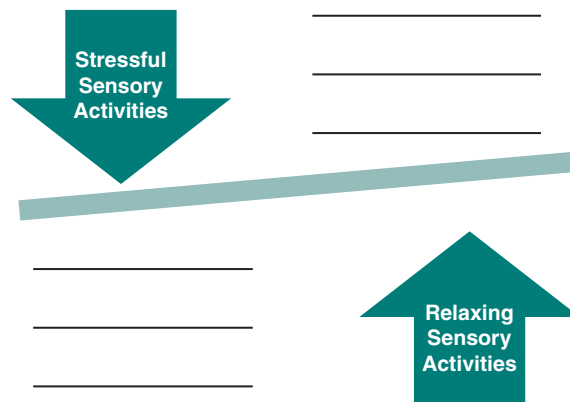 Stressful
Sensory
Activities
Relaxing
Sensory
Activities